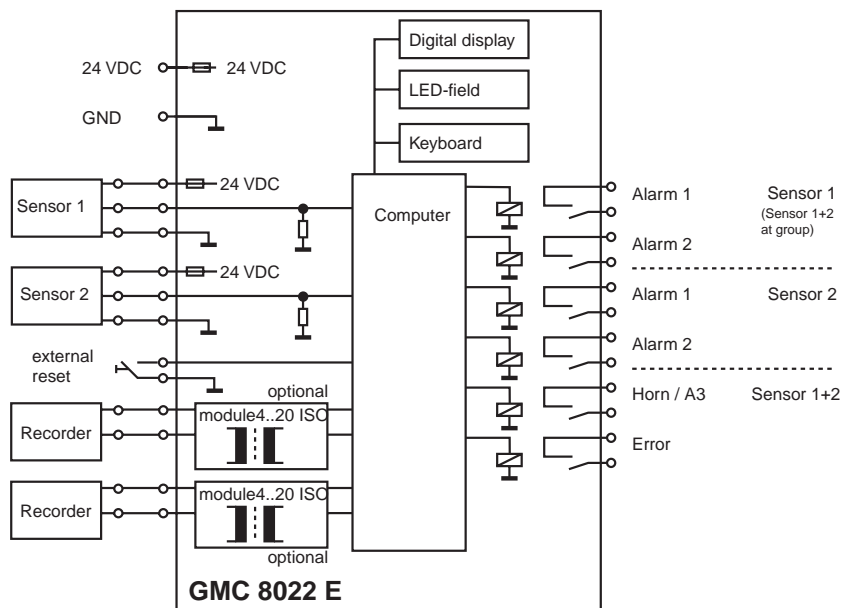 Digital display
24 VDC
24 VDC
LED-field
GND
Keyboard
24 VDC
Sensor 1
Computer
Alarm 1
Sensor 1
(Sensor 1+2
at group)
Alarm 2
24 VDC
Sensor 2
Alarm 1
Sensor 2
external
reset
Alarm 2
optional
Horn / A3
Sensor 1+2
module4..20 ISO
Recorder
Error
module4..20 ISO
Recorder
optional
GMC 8022 E